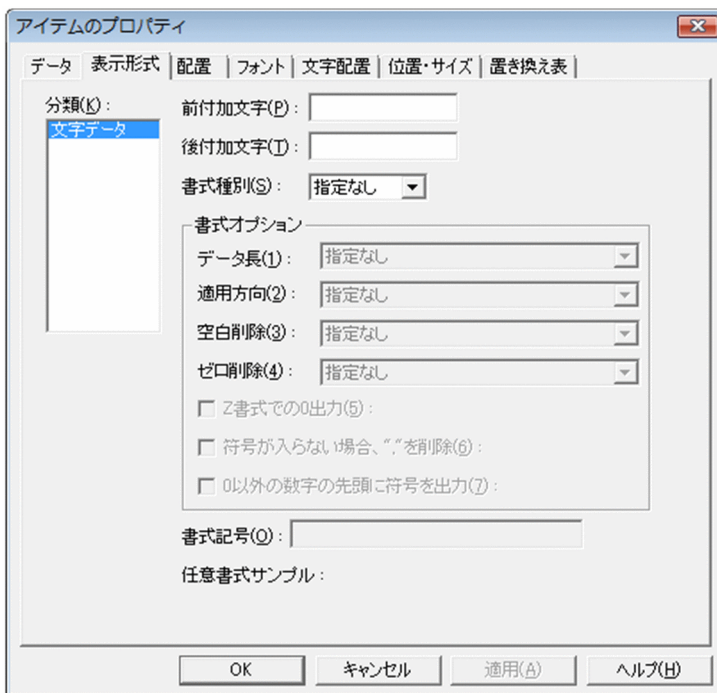 アイテムのプロパティ
データ 表示形式 配置 フォント 文字配置 位置・サイズ 置き換え表
分類(K):
文字データ
前付加文字(P):
後付加文字(T):
書式種別(S): 指定なし
書式オプション
データ長(1): 指定なし
適用方向(2): 指定なし
空白削除(3): 指定なし
ゼロ削除(4): 指定なし
Z書式での0出力(5):
符号が入らない場合、","を削除(6):
0以外の数字の先頭に符号を出力(7):
書式記号(O):
任意書式サンプル:
OK キャンセル 適用(A) ヘルプ(H)